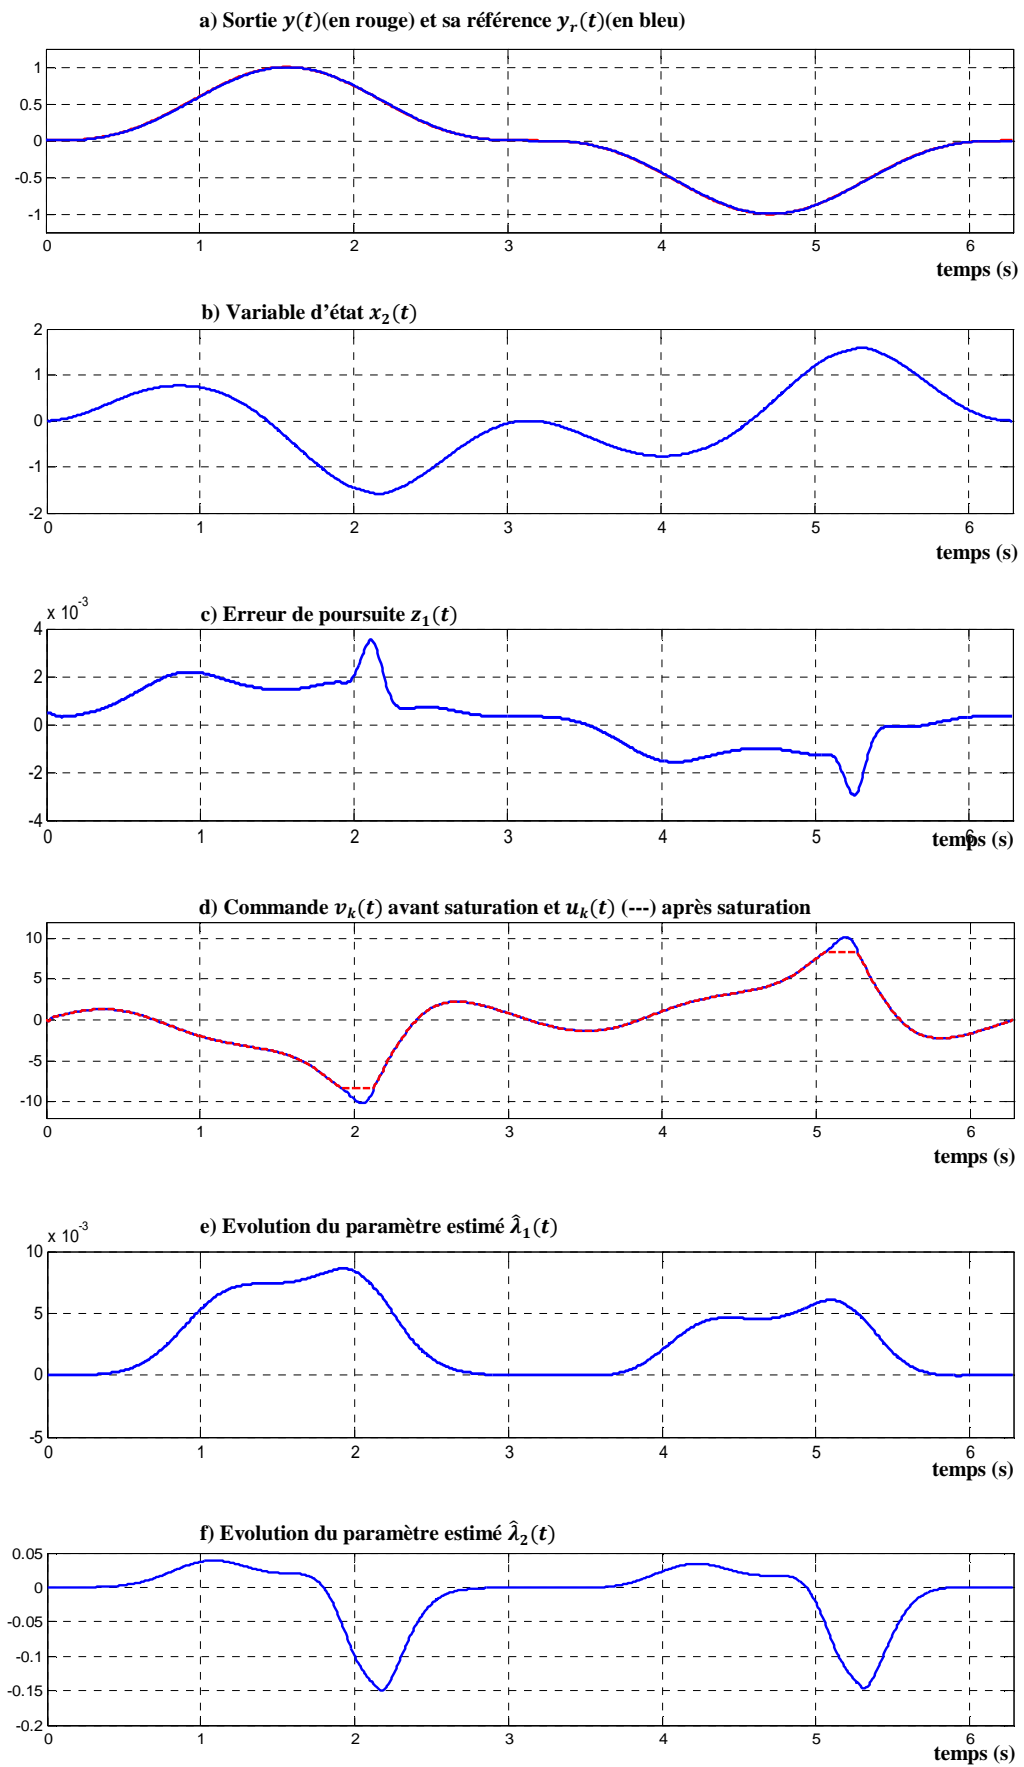 a) Sortie y(t)(en rouge) et sa référence y_r(t)(en bleu)
1
0.5
0
-0.5
-1
0 1 2 3 4 5 6
temps (s)
b) Variable d'état x_2(t)
2
1
0
-1
-2
0 1 2 3 4 5 6
temps (s)
x 10^-3
c) Erreur de poursuite z_1(t)
4
2
0
-2
-4
0 1 2 3 4 5 6
temps (s)
d) Commande v_k(t) avant saturation et u_k(t) (---) après saturation
10
5
0
-5
-10
0 1 2 3 4 5 6
temps (s)
x 10^-3
e) Evolution du paramètre estimé λ̂_1(t)
10
5
0
-5
0 1 2 3 4 5 6
temps (s)
f) Evolution du paramètre estimé λ̂_2(t)
0.05
0
-0.05
-0.1
-0.15
-0.2
0 1 2 3 4 5 6
temps (s)